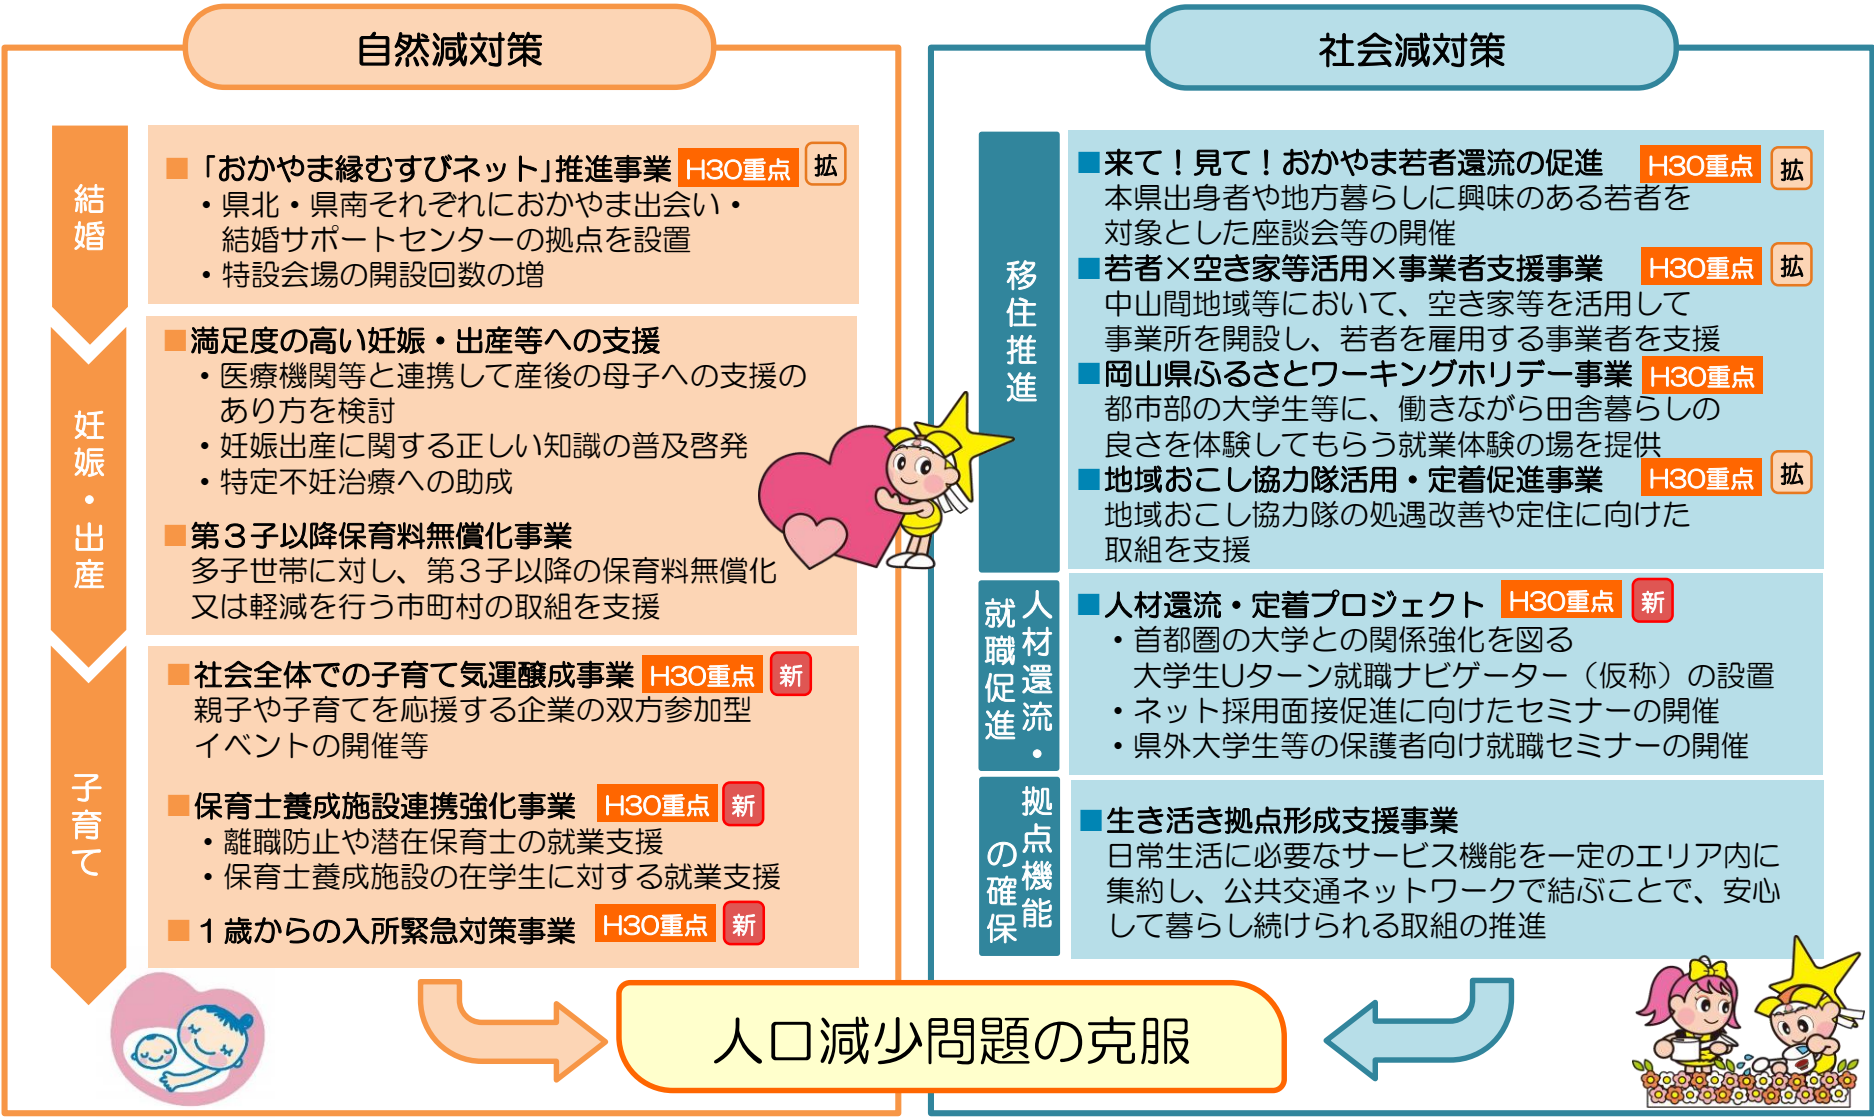 自然減対策
結婚
■「おかやま縁むすびネット」推進事業 H30重点 拡
・県北・県南それぞれにおかやま出会い・
結婚サポートセンターの拠点を設置
・特設会場の開設回数の増
妊娠・出産
■満足度の高い妊娠・出産等への支援
・医療機関等と連携して産後の母子への支援の
あり方を検討
・妊娠出産に関する正しい知識の普及啓発
・特定不妊治療への助成
■第３子以降保育料無償化事業
多子世帯に対し、第３子以降の保育料無償化
又は軽減を行う市町村の取組を支援
子育て
■社会全体での子育て気運醸成事業 H30重点 新
親子や子育てを応援する企業の双方参加型
イベントの開催等
■保育士養成施設連携強化事業 H30重点 新
・離職防止や潜在保育士の就業支援
・保育士養成施設の在学生に対する就業支援
■１歳からの入所緊急対策事業 H30重点 新
社会減対策
移住推進
■来て！見て！おかやま若者還流の促進 H30重点 拡
本県出身者や地方暮らしに興味のある若者を
対象とした座談会等の開催
■若者×空き家等活用×事業者支援事業 H30重点 拡
中山間地域等において、空き家等を活用して
事業所を開設し、若者を雇用する事業者を支援
■岡山県ふるさとワーキングホリデー事業 H30重点
都市部の大学生等に、働きながら田舎暮らしの
良さを体験してもらう就業体験の場を提供
■地域おこし協力隊活用・定着促進事業 H30重点 拡
地域おこし協力隊の処遇改善や定住に向けた
取組を支援
人材還流・
就職促進
■人材還流・定着プロジェクト H30重点 新
・首都圏の大学との関係強化を図る
大学生Uターン就職ナビゲーター（仮称）の設置
・ネット採用面接促進に向けたセミナーの開催
・県外大学生等の保護者向け就職セミナーの開催
拠点機能
の確保
■生き活き拠点形成支援事業
日常生活に必要なサービス機能を一定のエリア内に
集約し、公共交通ネットワークで結ぶことで、安心
して暮らし続けられる取組の推進
人口減少問題の克服